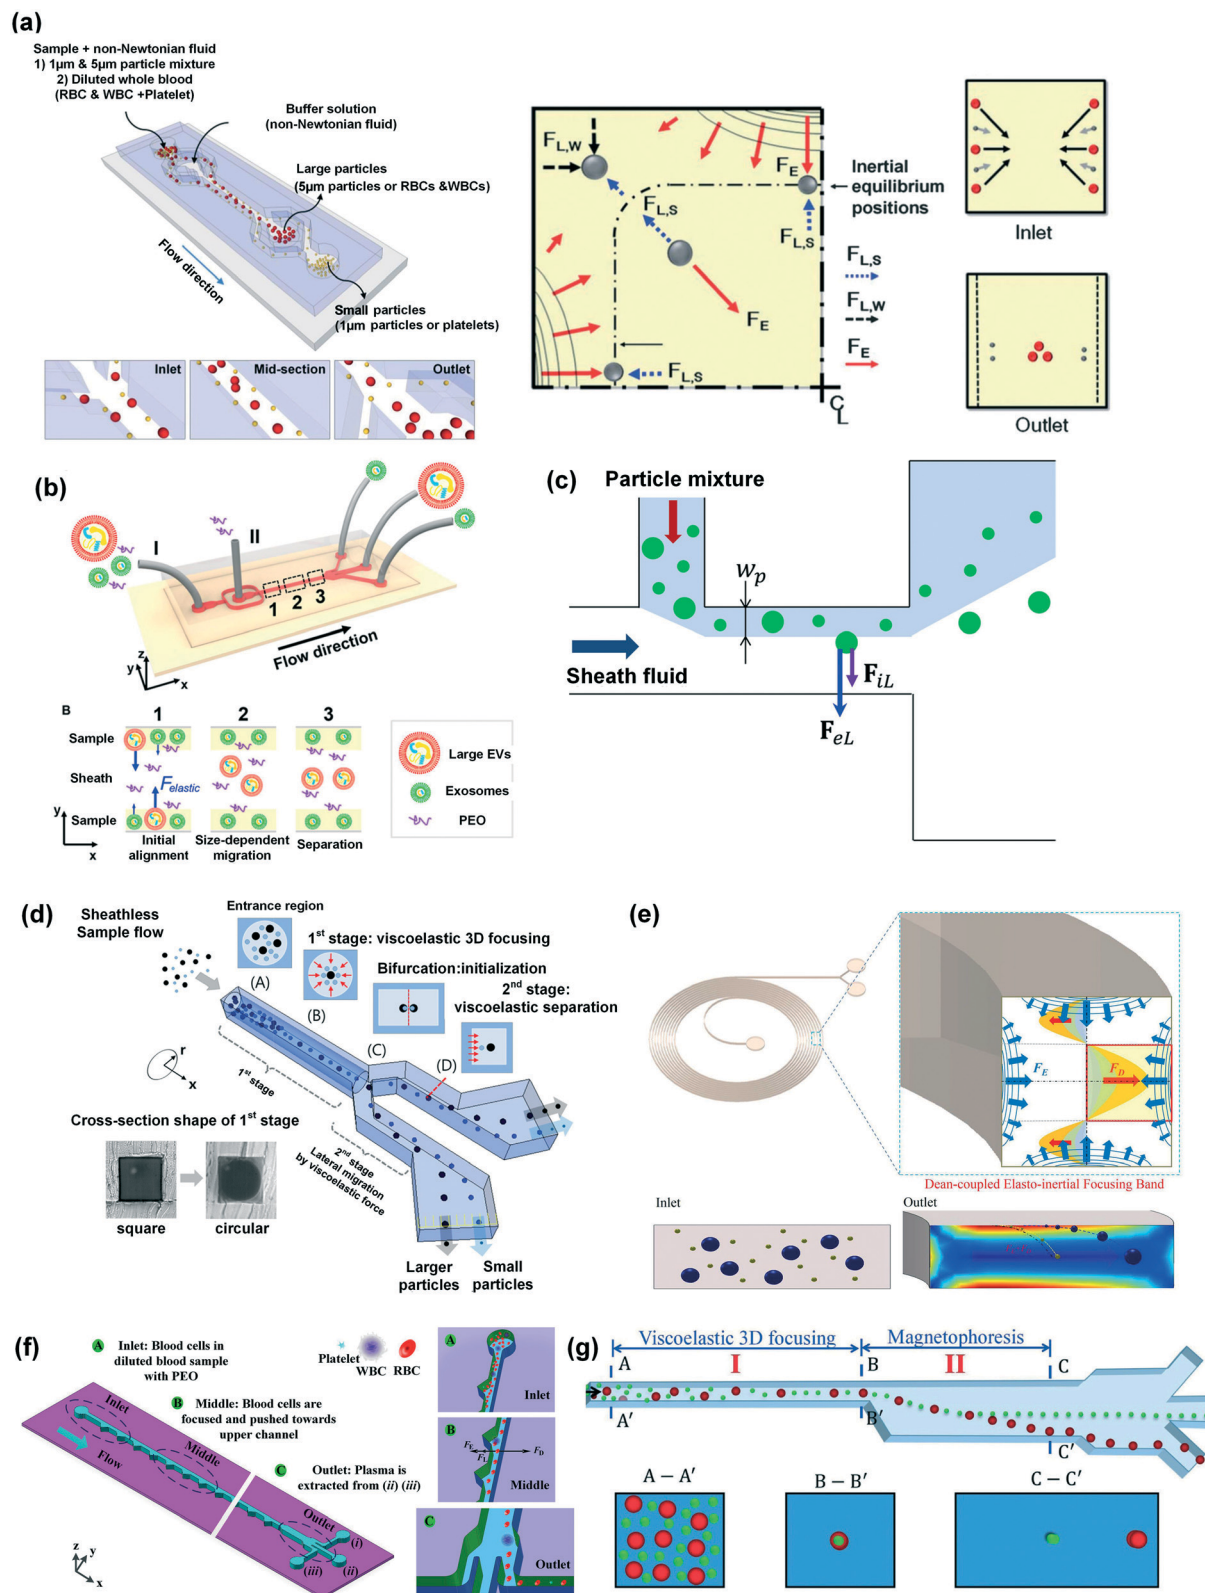 (a)
Sample + non-Newtonian fluid
1) 1μm & 5μm particle mixture
2) Diluted whole blood
(RBC & WBC +Platelet)
Buffer solution
(non-Newtonian fluid)
Large particles
(5μm particles or RBCs &WBCs)
Flow direction
Small particles
(1μm particles or platelets)
Inlet
Mid-section
Outlet
F_L,W
F_L,S
F_E
F_E
F_L,S
F_L,S
Inertial
equilibrium
positions
F_L,S
F_L,W
F_E
C_L
Inlet
Outlet
(b)
I
II
1
2
3
Flow direction
z
y
x
B
1
2
3
Sample
Sheath
Sample
F_elastic
y
x
Initial
alignment
Size-dependent
migration
Separation
Large EVs
Exosomes
PEO
(c)
Particle mixture
w_p
Sheath fluid
F_iL
F_eL
(d)
Sheathless
Sample flow
Entrance region
1st stage: viscoelastic 3D focusing
Bifurcation:initialization
2nd stage:
viscoelastic separation
(A)
(B)
(C)
(D)
r
x
1st stage
2nd stage
Lateral migration
by viscoelastic force
Cross-section shape of 1st stage
square
circular
Larger
particles
Small
particles
(e)
F_E
F_D
Dean-coupled Elasto-inertial Focusing Band
Inlet
Outlet
(f)
A
Inlet: Blood cells in
diluted blood sample
with PEO
B
Middle: Blood cells are
focused and pushed towards
upper channel
C
Outlet: Plasma is
extracted from (ii) (iii)
Platelet
WBC
RBC
Inlet
Middle
Flow
Outlet
(i)
(ii)
(iii)
z
y
x
A
Inlet
B
F_E
F_L
F_D
Middle
C
Outlet
(g)
Viscoelastic 3D focusing
Magnetophoresis
A
I
B
II
C
A′
B′
C′
A – A′
B – B′
C – C′